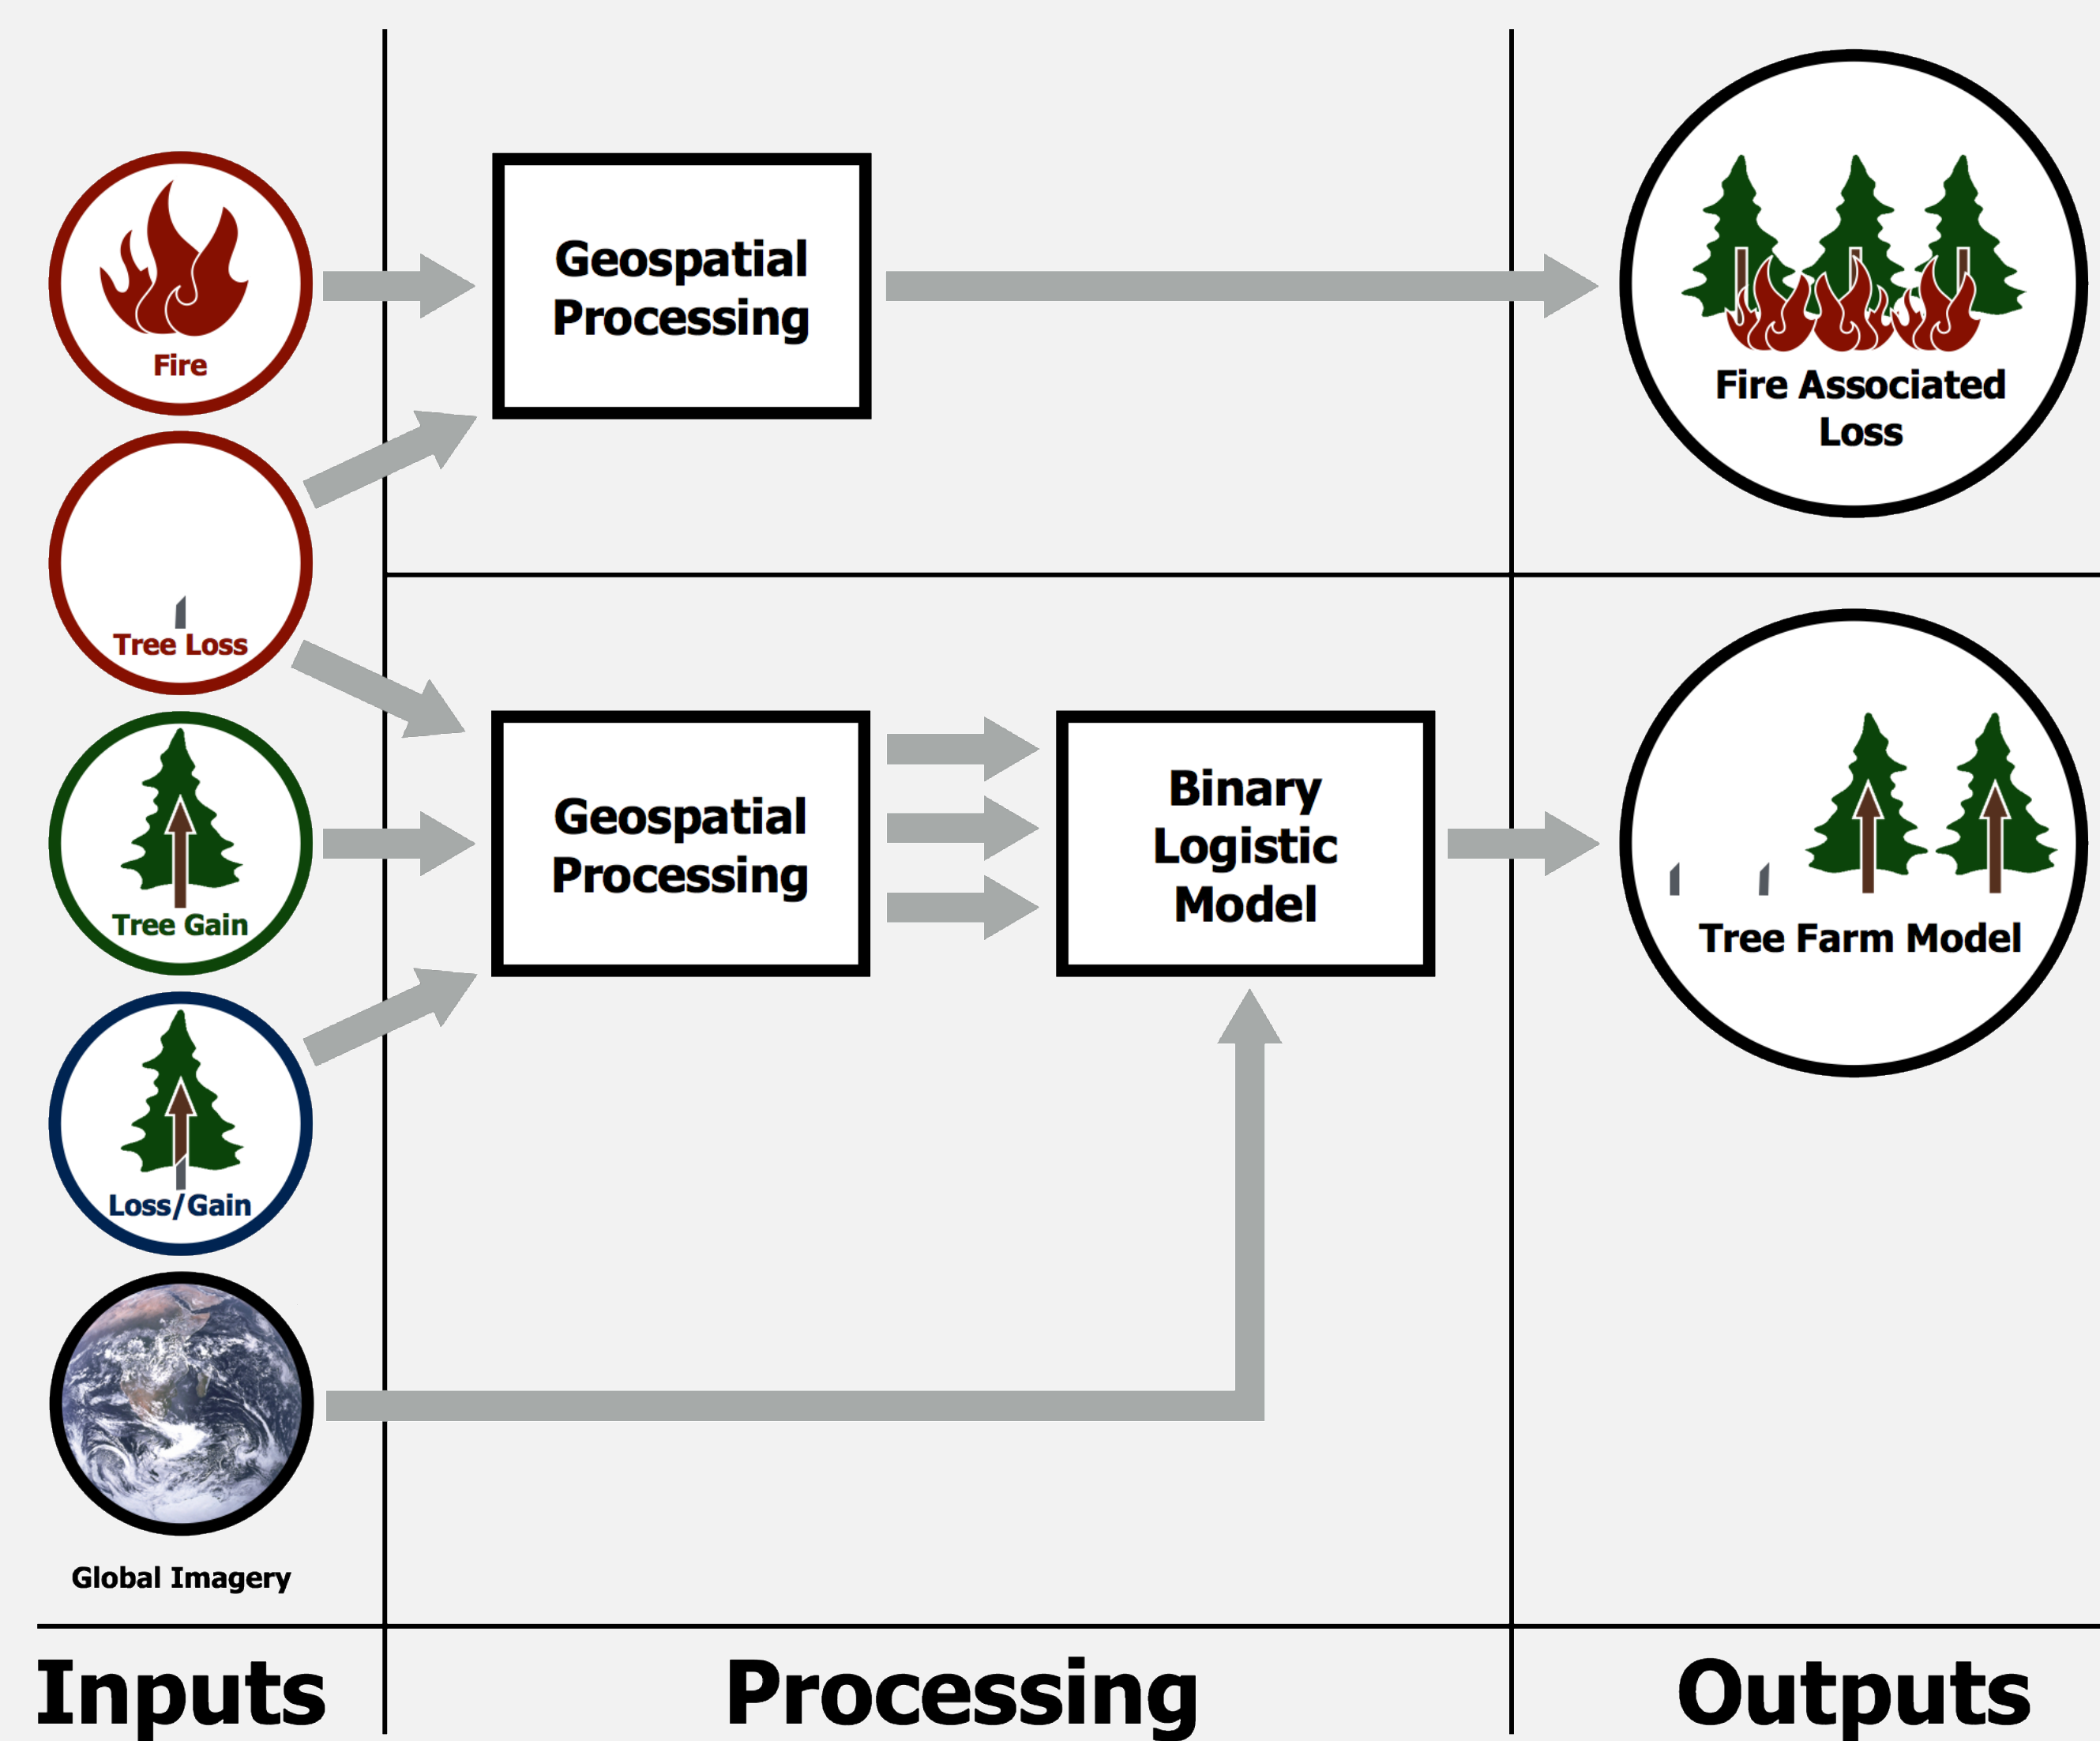 Fire
Tree Loss
Tree Gain
Loss/Gain
Global Imagery
Geospatial
Processing
Fire Associated
Loss
Geospatial
Processing
Binary
Logistic
Model
Tree Farm Model
Inputs
Processing
Outputs